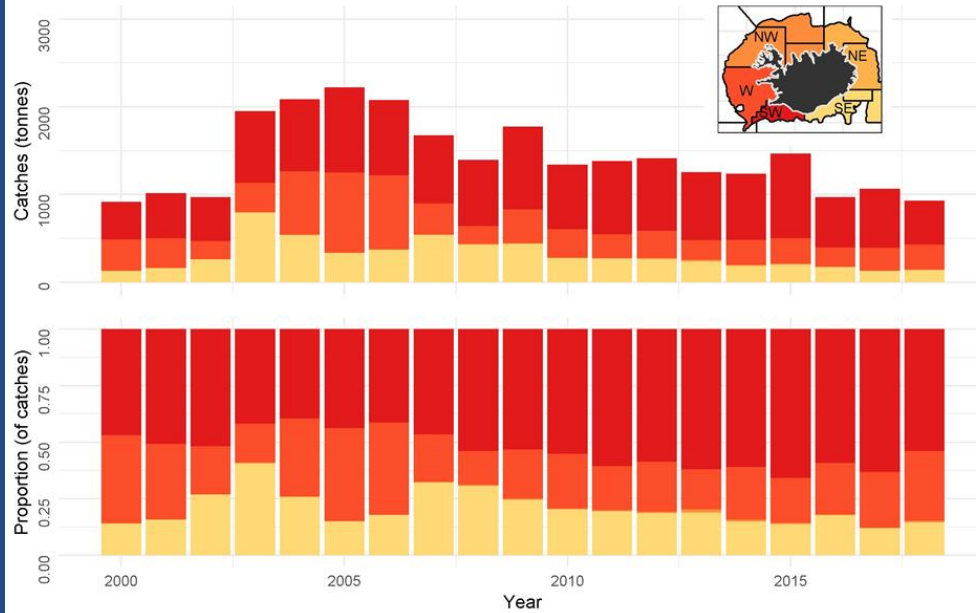 3000
2000
1000
0
Catches (tonnes)
NW
NE
W
SW
SE
1.00
0.75
0.50
0.25
0.00
Proportion (of catches)
2000
2005
2010
2015
Year